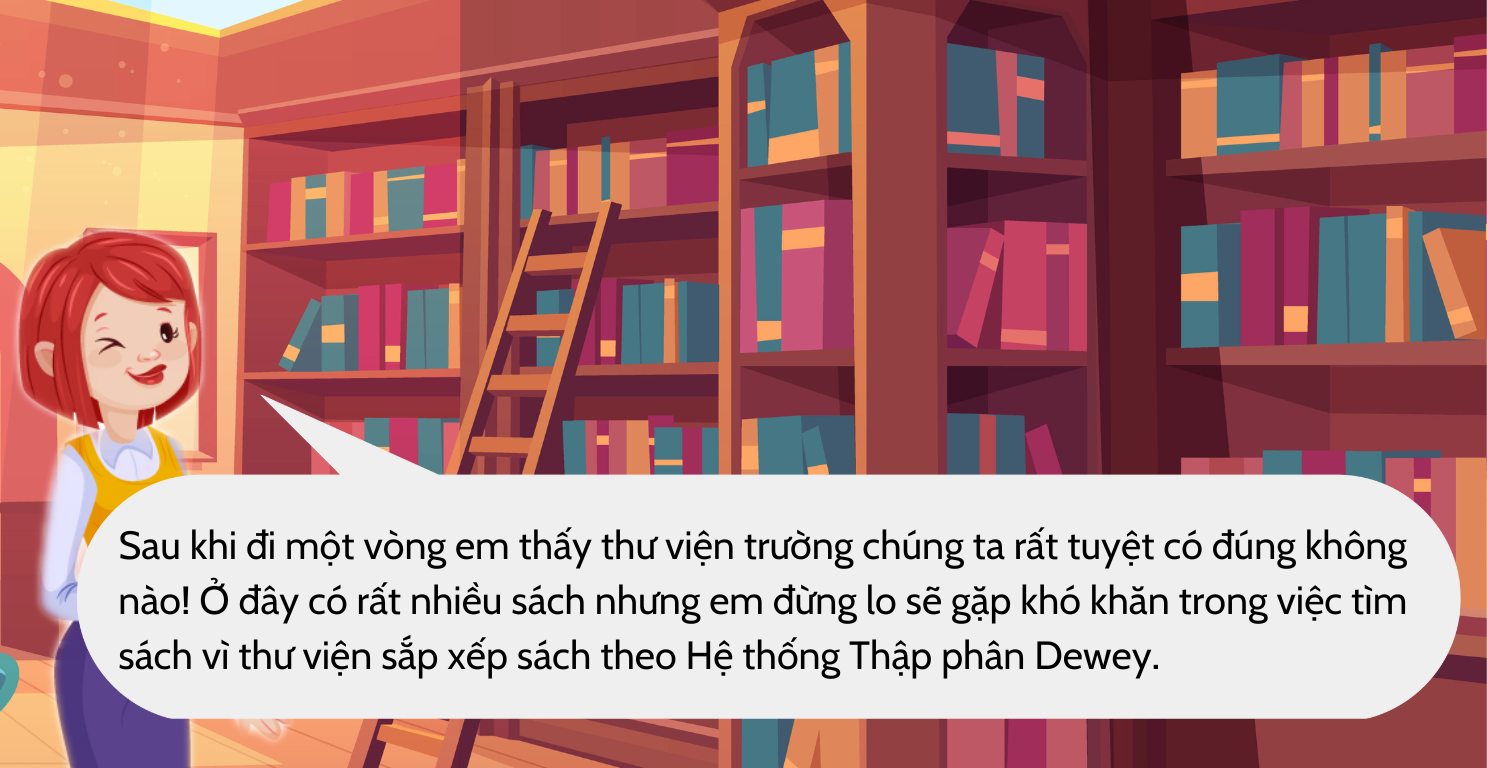 Sau khi đi một vòng em thấy thư viện trường chúng ta rất tuyệt có đúng không
nào! Ở đây có rất nhiều sách nhưng em đừng lo sẽ gặp khó khăn trong việc tìm
sách vì thư viện sắp xếp sách theo Hệ thống Thập phân Dewey.